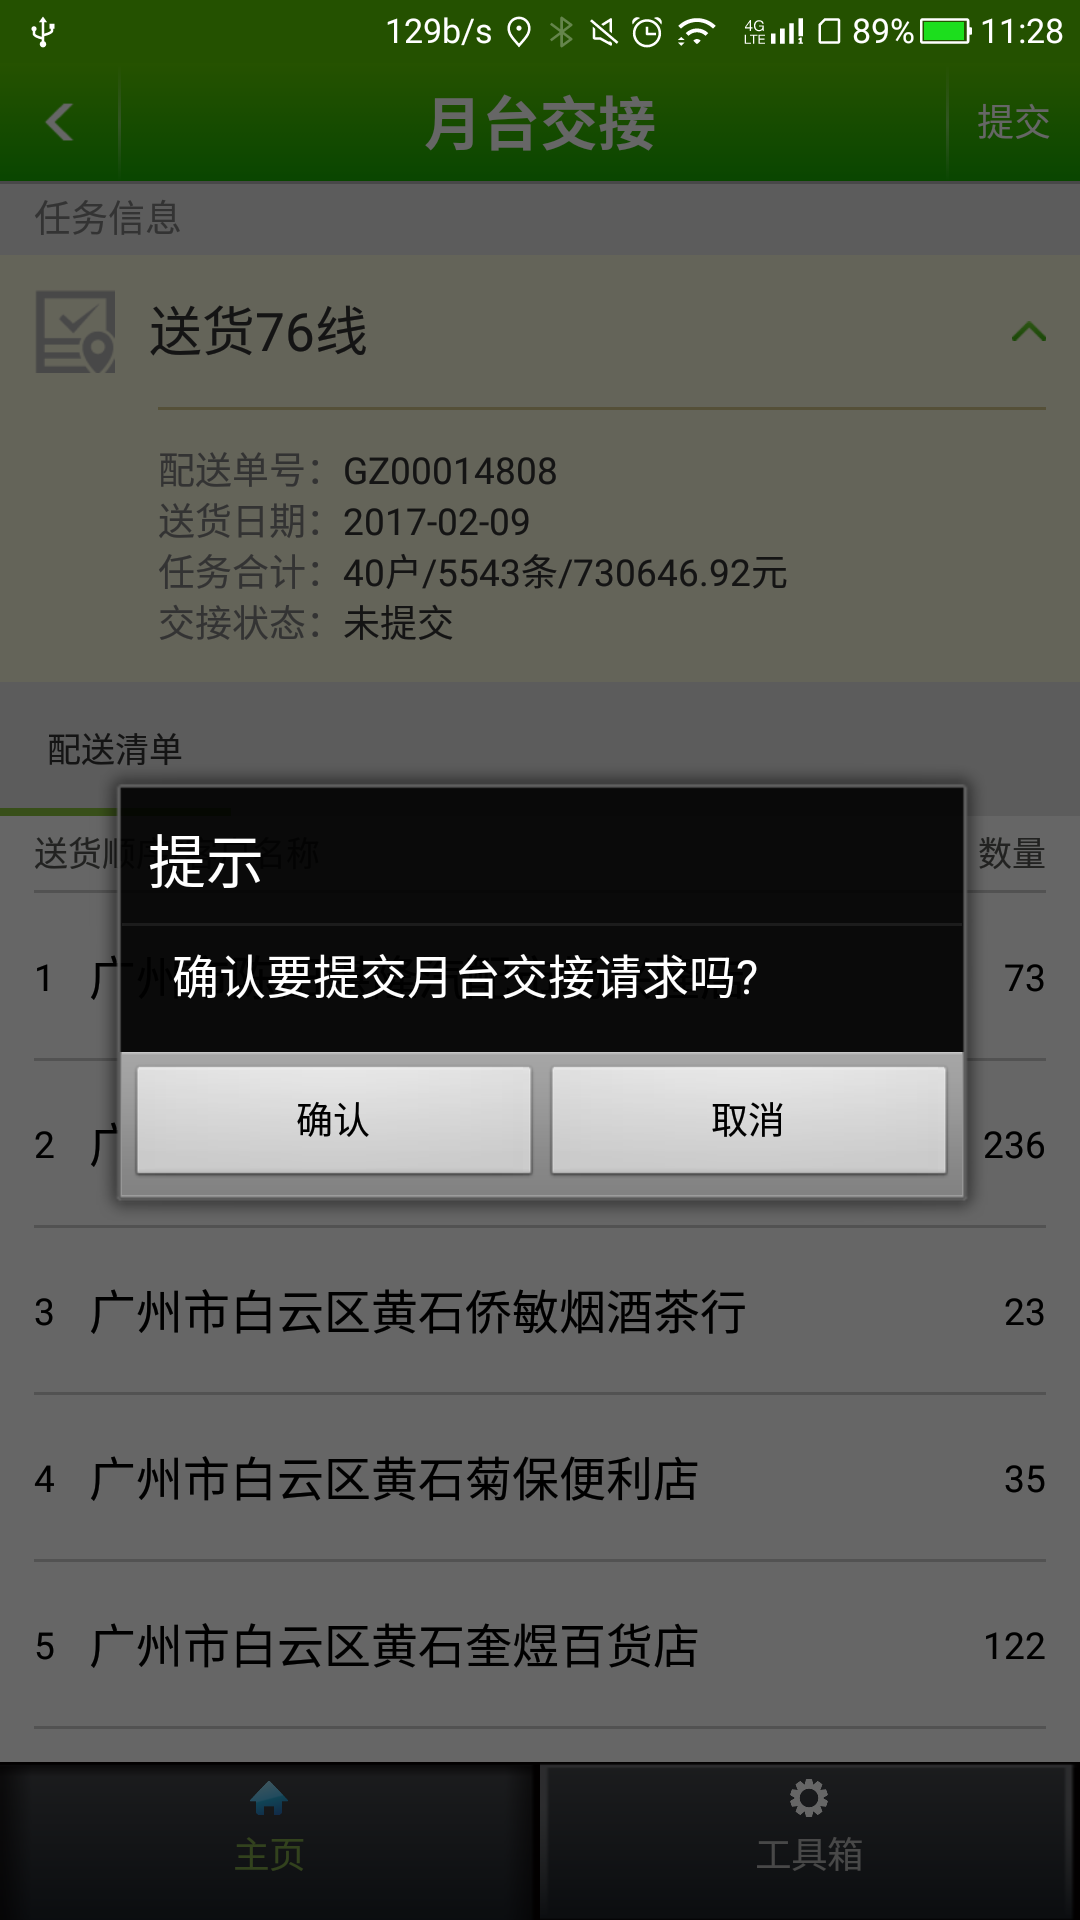 129b/s 4G LTE 89% 11:28
月台交接 提交
任务信息
送货76线
配送单号：GZ00014808
送货日期：2017-02-09
任务合计：40户/5543条/730646.92元
交接状态：未提交
配送清单
送货顺 名称 数量
提示
1 广州 73
确认要提交月台交接请求吗?
2 广 236
确认 取消
3 广州市白云区黄石侨敏烟酒茶行 23
4 广州市白云区黄石菊保便利店 35
5 广州市白云区黄石奎煜百货店 122
主页 工具箱